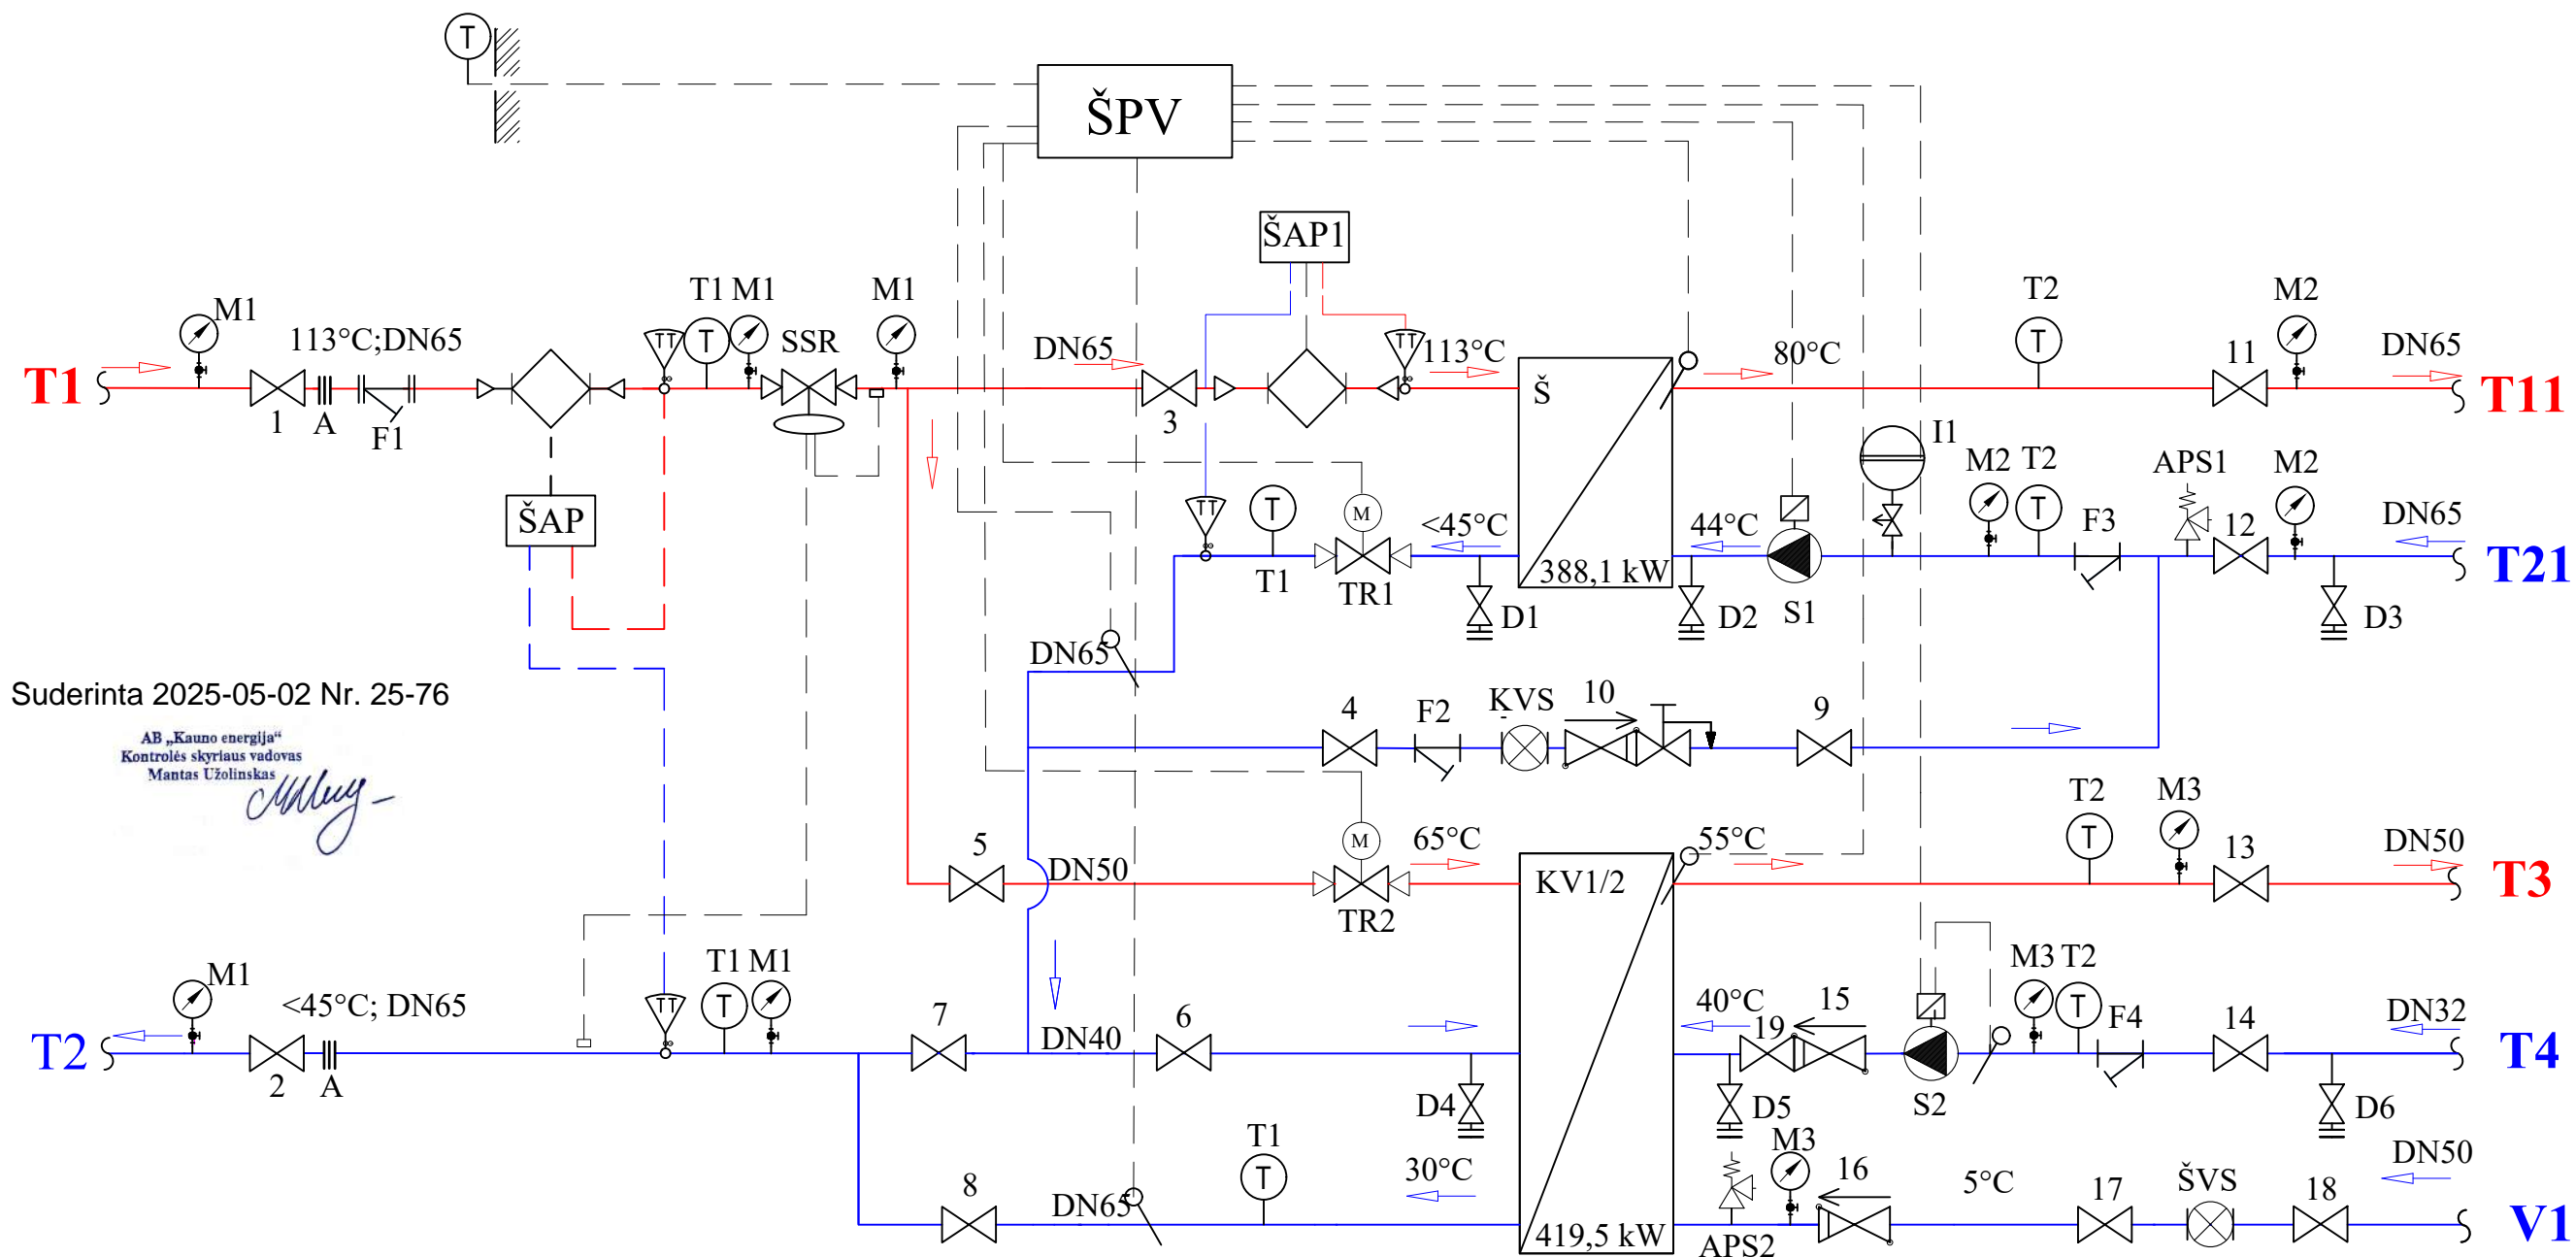 T
ŠPV
ŠAP1
M1
T1 M1
M1
T2
M2
113°C;DN65
SSR
DN65
113°C
80°C
DN65
TT
T
TT
T
T1
1
A
F1
3
Š
11
T11
I1
M2 T2
APS1
M2
ŠAP
TT
T
M
<45°C
44°C
T
F3
12
DN65
T1
TR1
388,1 kW
S1
T21
D1
D2
D3
DN65
Suderinta 2025-05-02 Nr. 25-76
AB „Kauno energija“
Kontrolės skyriaus vadovas
Mantas Užolinskas
4
F2
KVS
10
9
T2
M3
5
DN50
M
65°C
55°C
T
13
DN50
TR2
KV1/2
T3
M1
<45°C; DN65
T1 M1
TT
T
7
DN40
6
40°C
15
19
M3 T2
T
F4
14
DN32
T2
2
A
D4
D5
S2
D6
T4
T1
T
M3
8
DN65
30°C
16
5°C
17
ŠVS
18
DN50
419,5 kW
APS2
V1